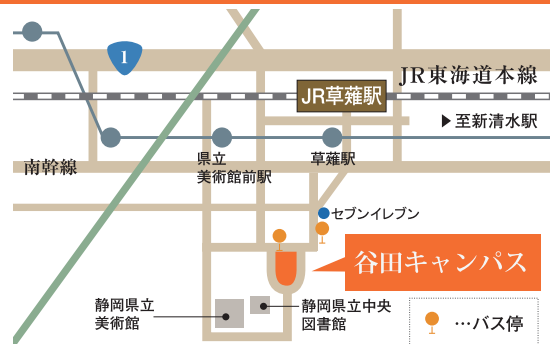 1
JR東海道本線
JR草薙駅
至新清水駅
南幹線
県立
美術館前駅
草薙駅
セブンイレブン
谷田キャンパス
静岡県立
美術館
静岡県立中央
図書館
…バス停